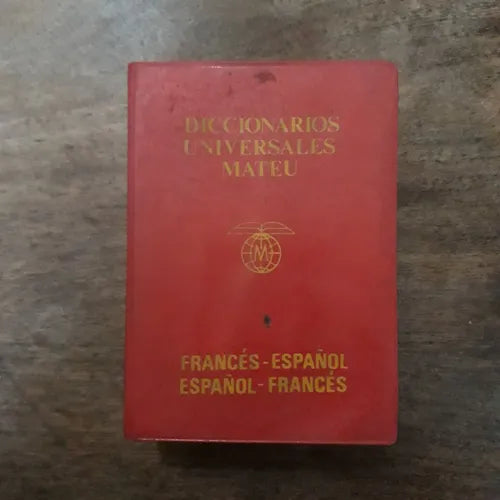 DICCIONARIOS
UNIVERSALES
MATEU
M
FRANCÉS-ESPAÑOL
ESPAÑOL-FRANCÉS